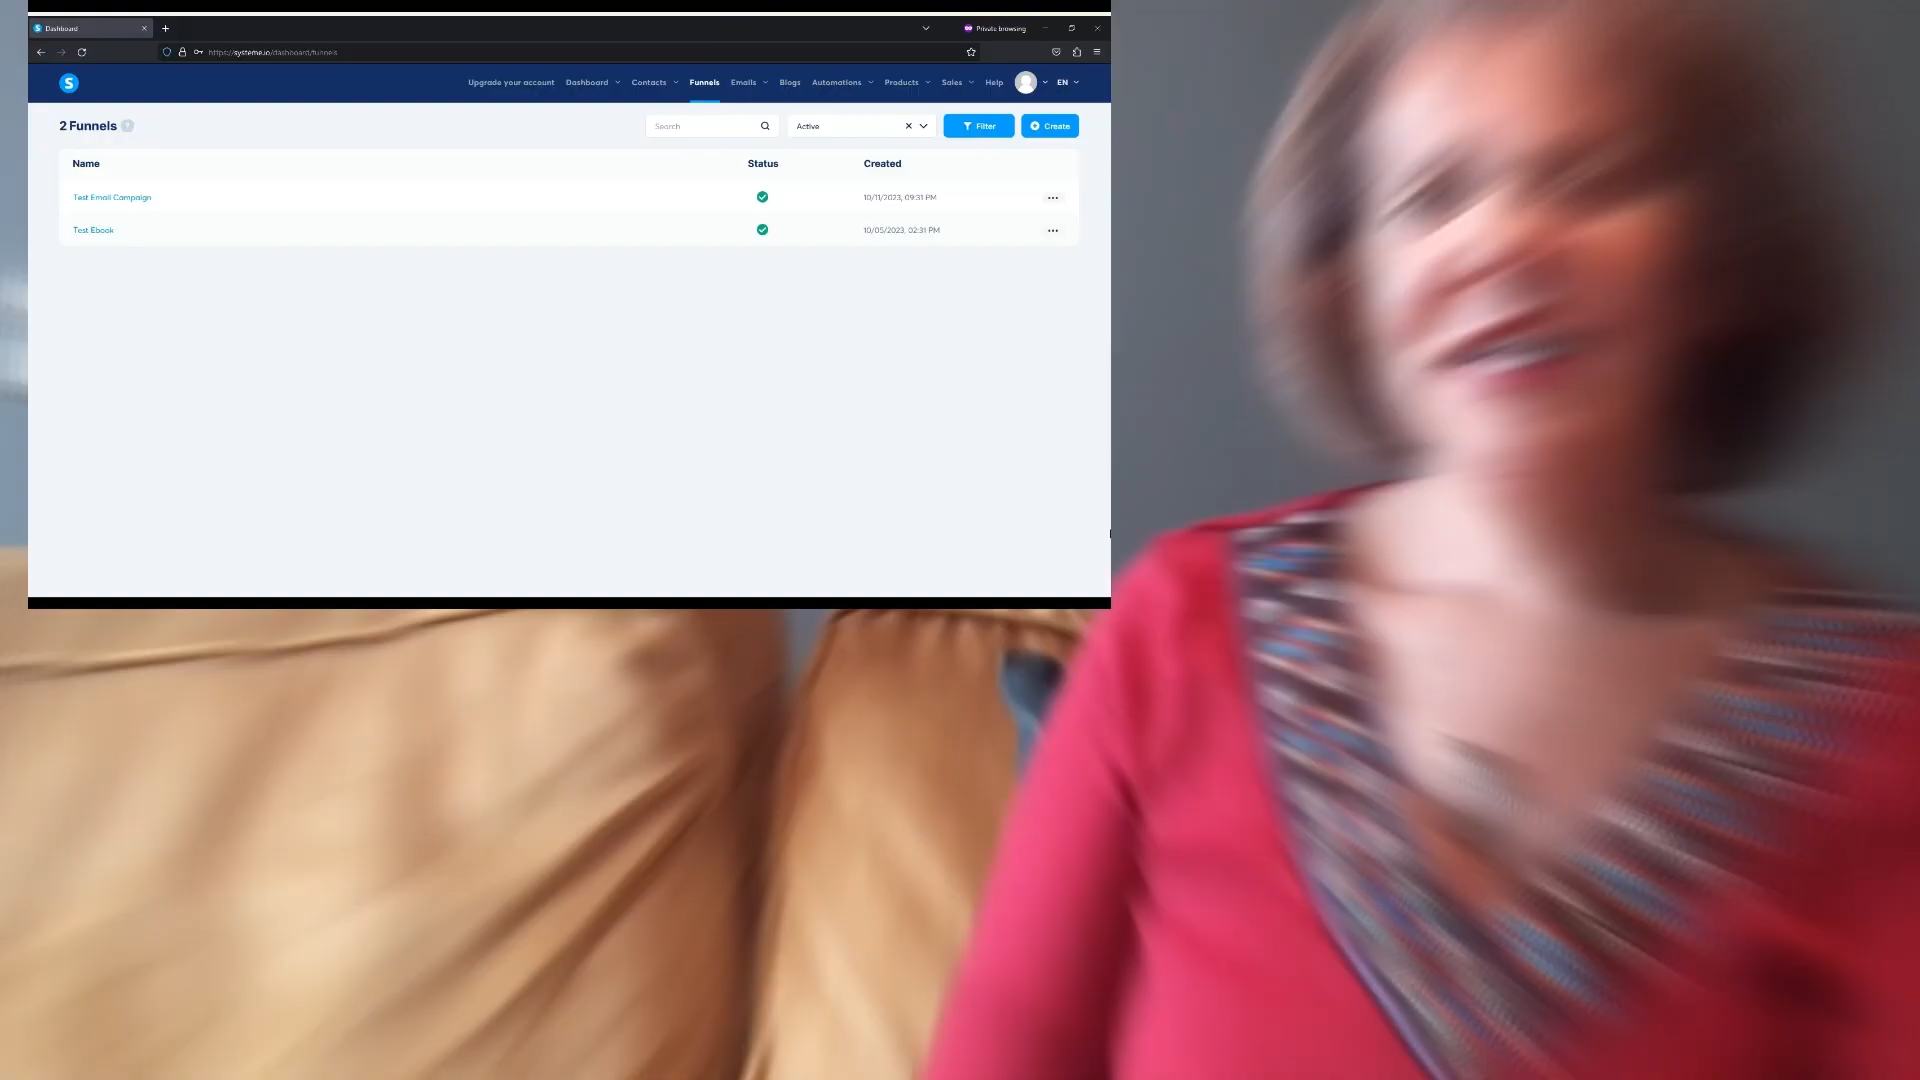 Dashboard
Private browsing
https://systeme.io/dashboard/funnels
S
Upgrade your account Dashboard Contacts Funnels Emails Blogs Automations Products Sales Help EN
2 Funnels ?
Search
Active
Filter
Create
Name Status Created
Test Email Campaign 10/11/2023, 09:31 PM
Test Ebook 10/05/2023, 02:31 PM